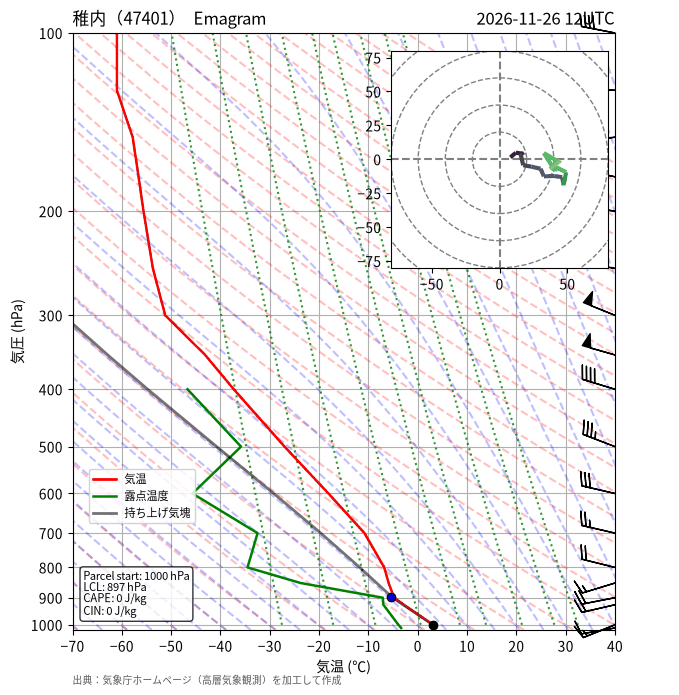 稚内（47401） Emagram
2026-11-26 12UTC
100
200
300
400
500
600
700
800
900
1000
気圧 (hPa)
75
50
25
0
−25
−50
−75
−50
0
50
気温
露点温度
持ち上げ気塊
Parcel start: 1000 hPa
LCL: 897 hPa
CAPE: 0 J/kg
CIN: 0 J/kg
−70
−60
−50
−40
−30
−20
−10
0
10
20
30
40
気温 (℃)
出典：気象庁ホームページ（高層気象観測）を加工して作成